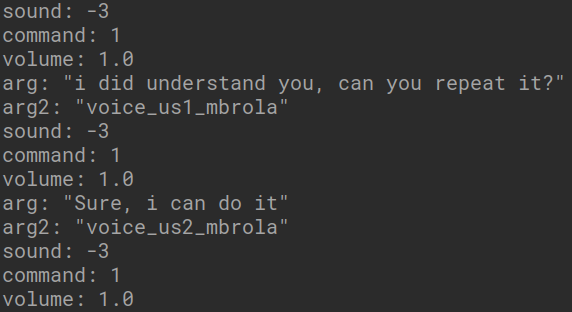 sound: -3
command: 1
volume: 1.0
arg: "i did understand you, can you repeat it?"
arg2: "voice_us1_mbrola"
sound: -3
command: 1
volume: 1.0
arg: "Sure, i can do it"
arg2: "voice_us2_mbrola"
sound: -3
command: 1
volume: 1.0